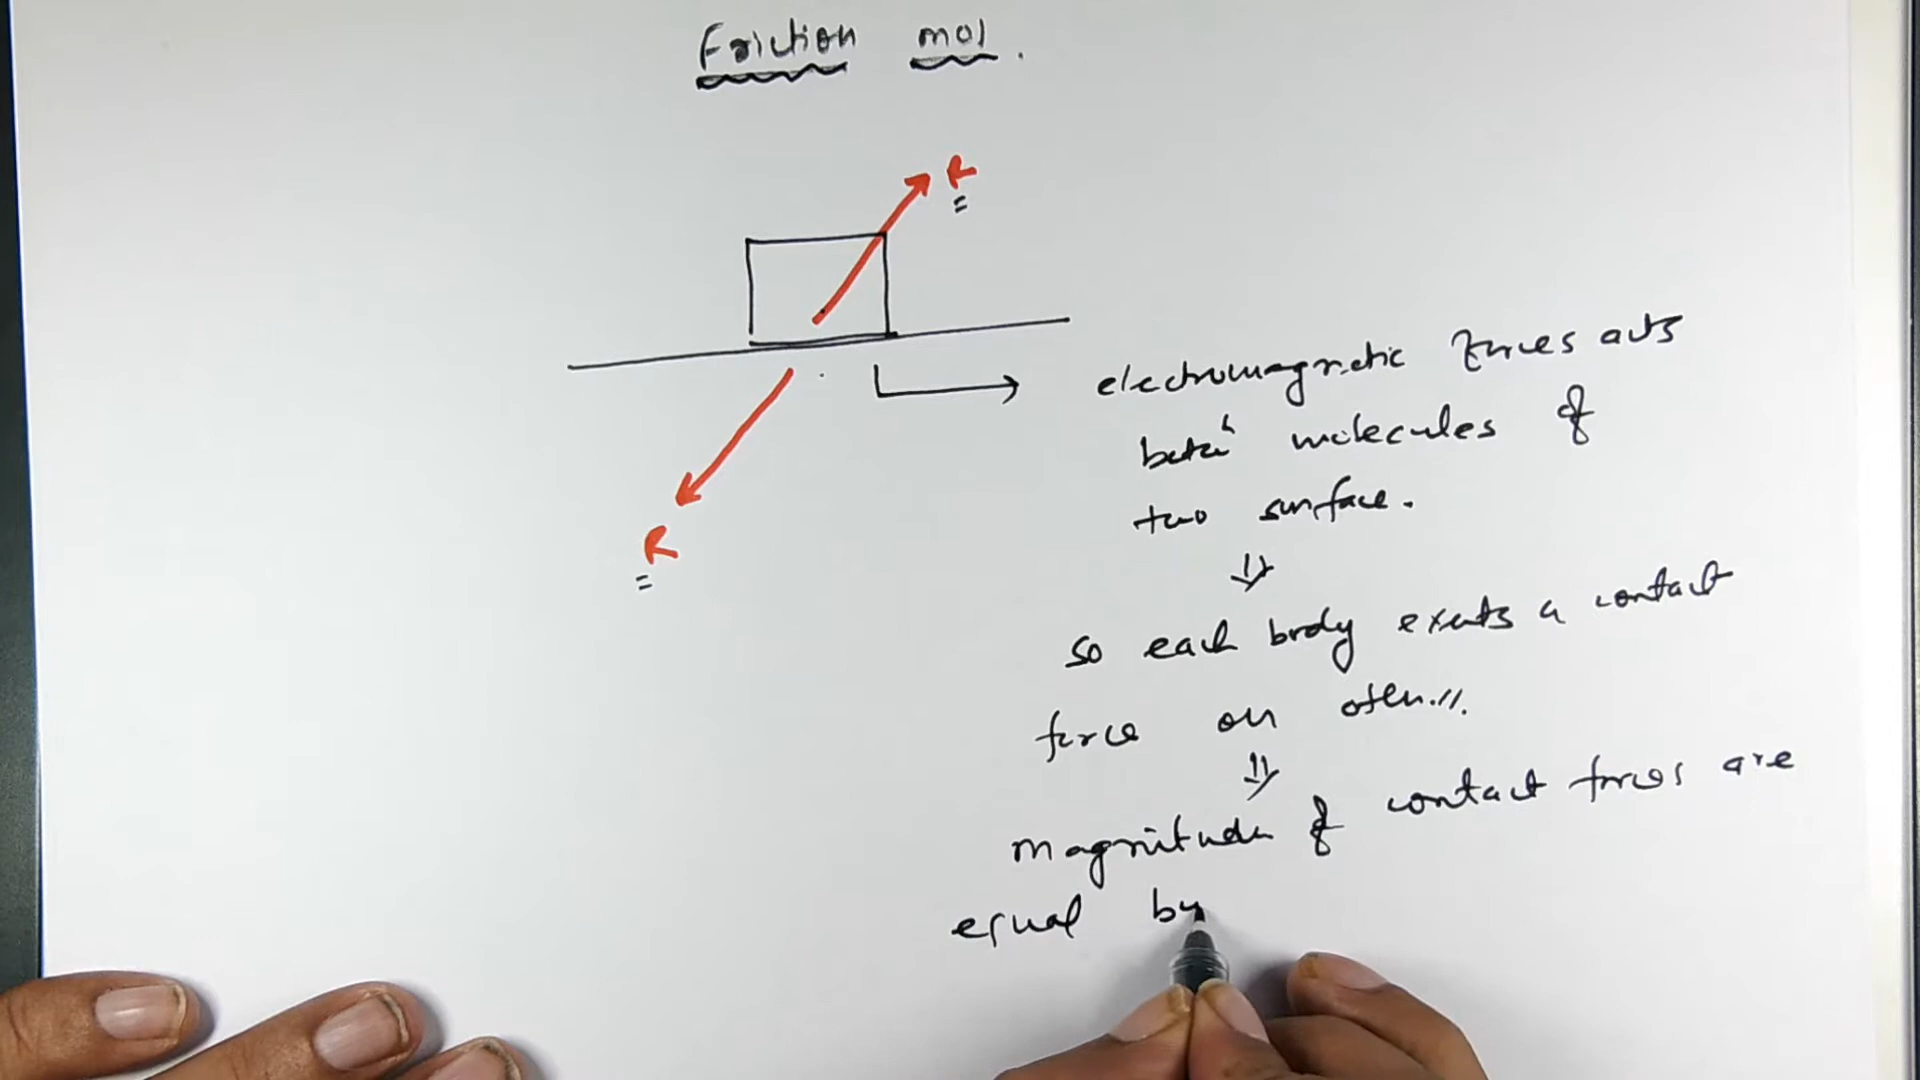 Friction mol.
R
R
electromagnetic forces acts
betwn molecules of
two surface.
so each body exerts a contact
force on other.
magnitude of contact forces are
equal by